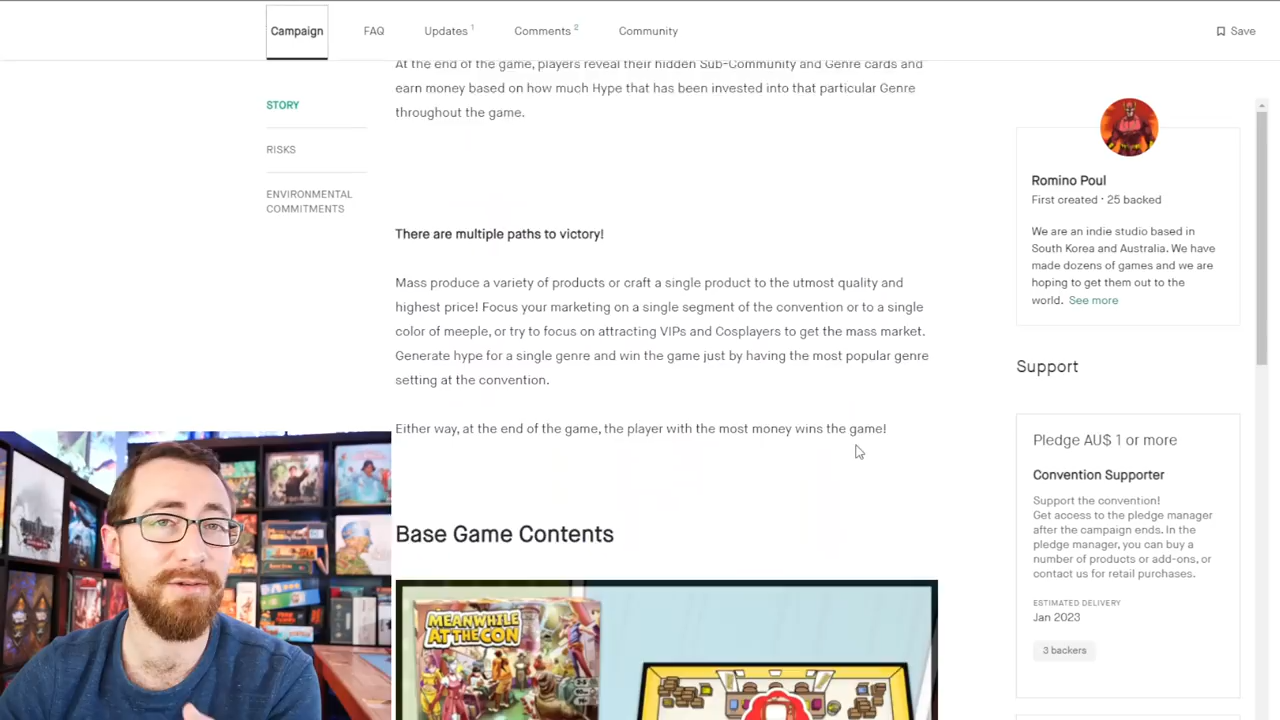 Campaign
FAQ
Updates 1
Comments 2
Community
Save
STORY
RISKS
ENVIRONMENTAL
COMMITMENTS
At the end of the game, players reveal their hidden Sub-Community and Genre cards and
earn money based on how much Hype that has been invested into that particular Genre
throughout the game.
There are multiple paths to victory!
Mass produce a variety of products or craft a single product to the utmost quality and
highest price! Focus your marketing on a single segment of the convention or to a single
color of meeple, or try to focus on attracting VIPs and Cosplayers to get the mass market.
Generate hype for a single genre and win the game just by having the most popular genre
setting at the convention.
Either way, at the end of the game, the player with the most money wins the game!
Base Game Contents
MEANWHILE
AT THE CON
Romino Poul
First created · 25 backed
We are an indie studio based in
South Korea and Australia. We have
made dozens of games and we are
hoping to get them out to the
world. See more
Support
Pledge AU$ 1 or more
Convention Supporter
Support the convention!
Get access to the pledge manager
after the campaign ends. In the
pledge manager, you can buy a
number of products or add-ons, or
contact us for retail purchases.
ESTIMATED DELIVERY
Jan 2023
3 backers